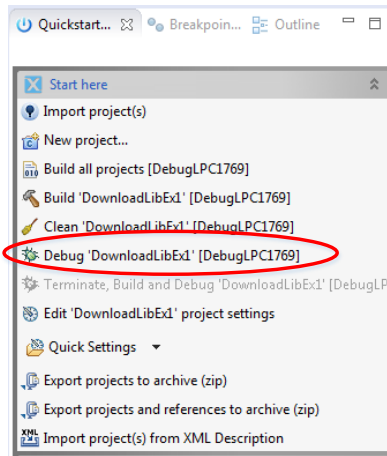 Quickstart... Breakpoin... Outline
Start here
Import project(s)
New project...
Build all projects [DebugLPC1769]
Build 'DownloadLibEx1' [DebugLPC1769]
Clean 'DownloadLibEx1' [DebugLPC1769]
Debug 'DownloadLibEx1' [DebugLPC1769]
Terminate, Build and Debug 'DownloadLibEx1' [DebugLP
Edit 'DownloadLibEx1' project settings
Quick Settings
Export projects to archive (zip)
Export projects and references to archive (zip)
XML Import project(s) from XML Description